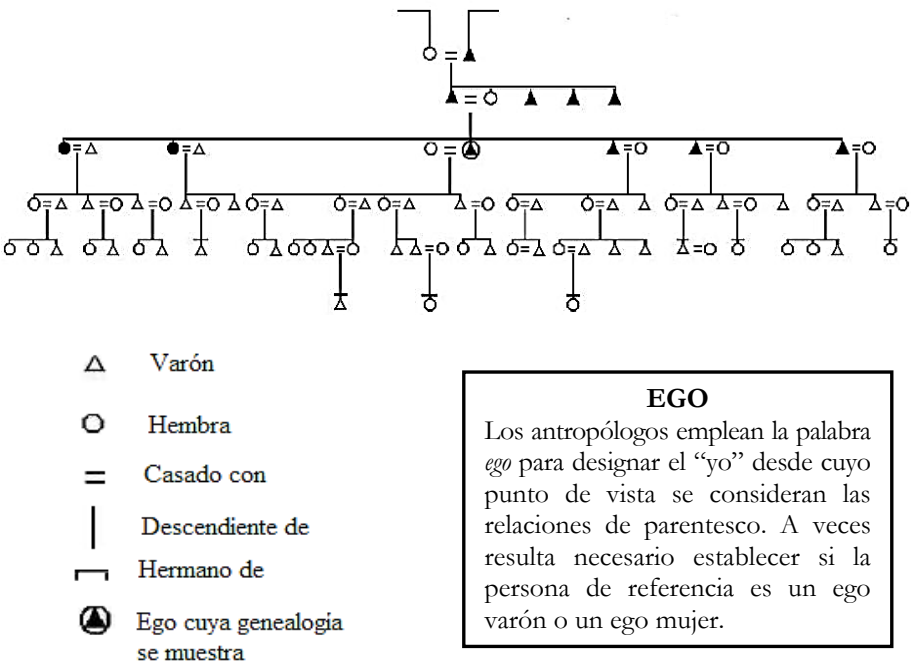 Varón
Hembra
Casado con
Descendiente de
Hermano de
Ego cuya genealogía
se muestra
EGO
Los antropólogos emplean la palabra
ego para designar el “yo” desde cuyo
punto de vista se consideran las
relaciones de parentesco. A veces
resulta necesario establecer si la
persona de referencia es un ego
varón o un ego mujer.